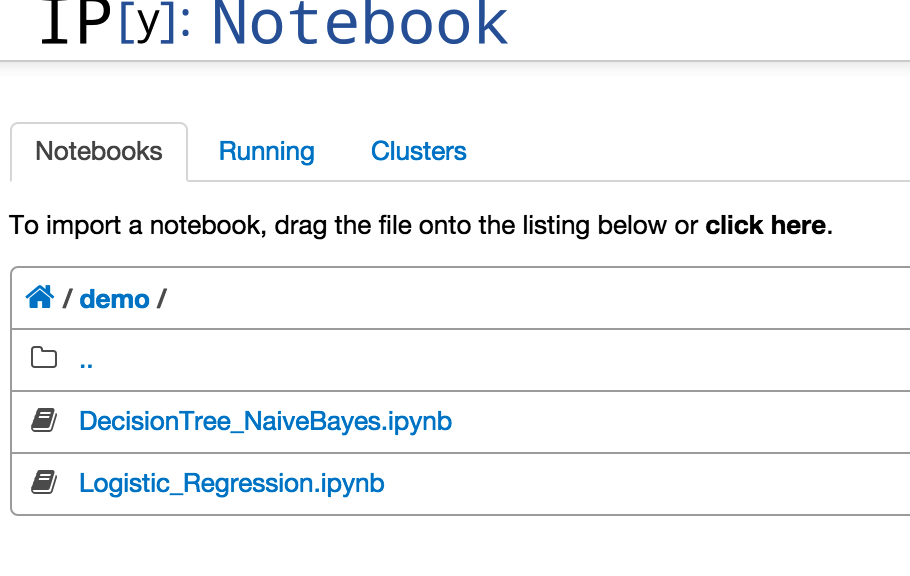 IP[y]: Notebook
Notebooks Running Clusters
To import a notebook, drag the file onto the listing below or click here.
/ demo /
..
DecisionTree_NaiveBayes.ipynb
Logistic_Regression.ipynb